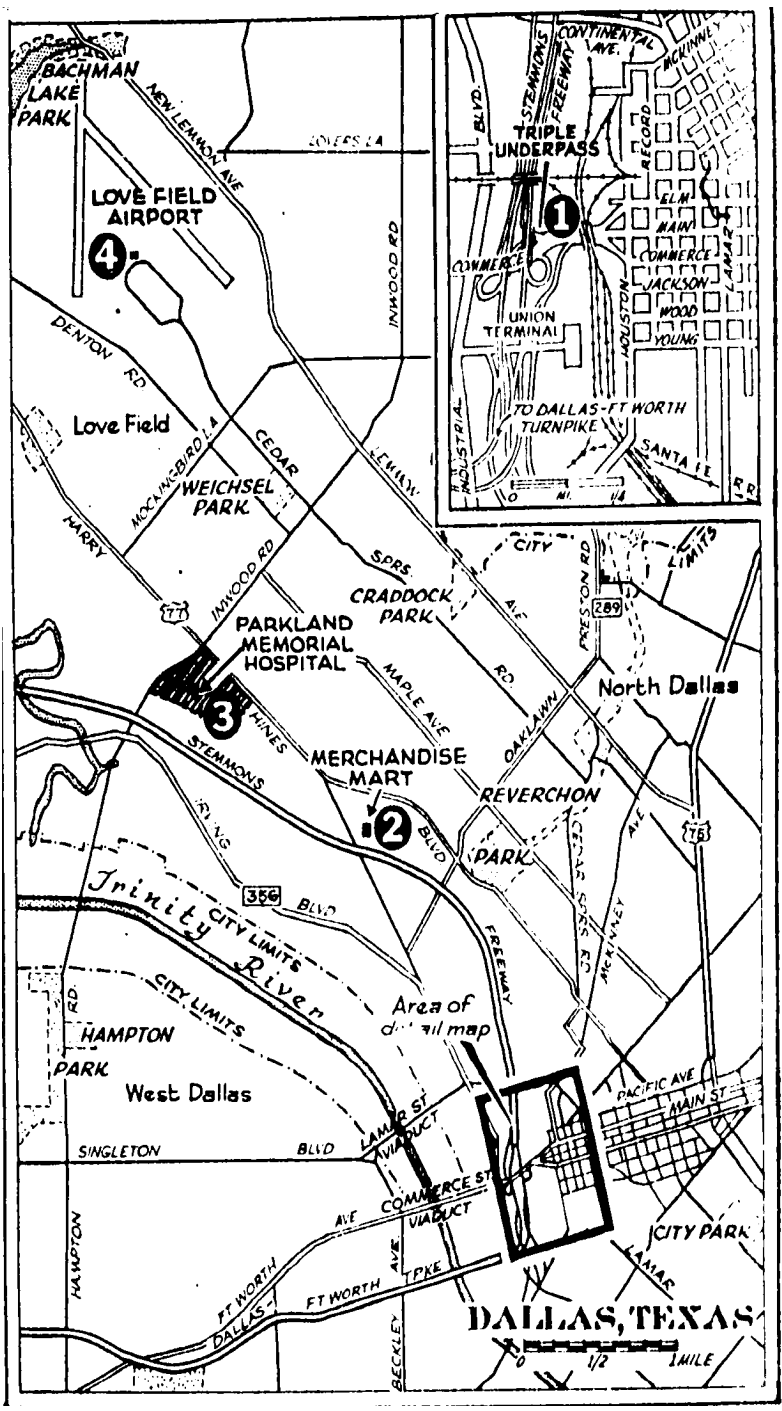 BACHMAN
LAKE
PARK
NEW LEMMON AVE
LOVERS LA
LOVE FIELD
AIRPORT
4
INWOOD RD
DENTON RD
Love Field
MOCKINGBIRD LA
CEDAR
WEICHSEL
PARK
LEMMON
HARRY
INWOOD RD
SPRS
CRADDOCK
PARK
AVE
CITY
LIMITS
PRESTON RD
289
77
PARKLAND
MEMORIAL
HOSPITAL
3
HINES
MAPLE AVE
RD.
OAKLAWN
North Dallas
STEMMONS
MERCHANDISE
MART
2
BLVD
REVERCHON
PARK
IRVING
356
BLVD
CEDAR SPRS RD
MCKINNEY
AVE
75
Trinity River
CITY LIMITS
CITY LIMITS
FREEWAY
Area of
detail map
RD.
HAMPTON
PARK
West Dallas
LAMAR ST
VIADUCT
PACIFIC AVE
MAIN ST
SINGLETON
BLVD
COMMERCE ST
VIADUCT
AVE
FT WORTH
HAMPTON
DALLAS-
FT WORTH
TPKE
BECKLEY
AVE.
CITY PARK
LAMAR
DALLAS, TEXAS
0 1/2 1 MILE
CONTINENTAL
AVE.
MCKINNEY
STEMMONS
FREEWAY
BLVD.
TRIPLE
UNDERPASS
RECORD
1
ELM
MAIN
COMMERCE
COMMERCE
LAMAR
JACKSON
UNION
TERMINAL
HOUSTON
WOOD
YOUNG
INDUSTRIAL
TO DALLAS-FT WORTH
TURNPIKE
SANTA FE
R R
0 MI. 1/4